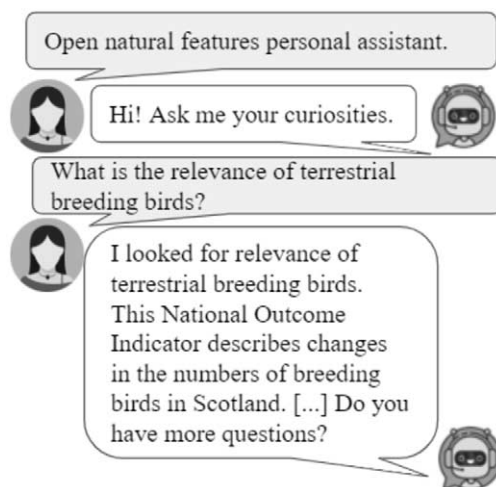 Open natural features personal assistant.
Hi! Ask me your curiosities.
What is the relevance of terrestrial
breeding birds?
I looked for relevance of
terrestrial breeding birds.
This National Outcome
Indicator describes changes
in the numbers of breeding
birds in Scotland. [...] Do you
have more questions?